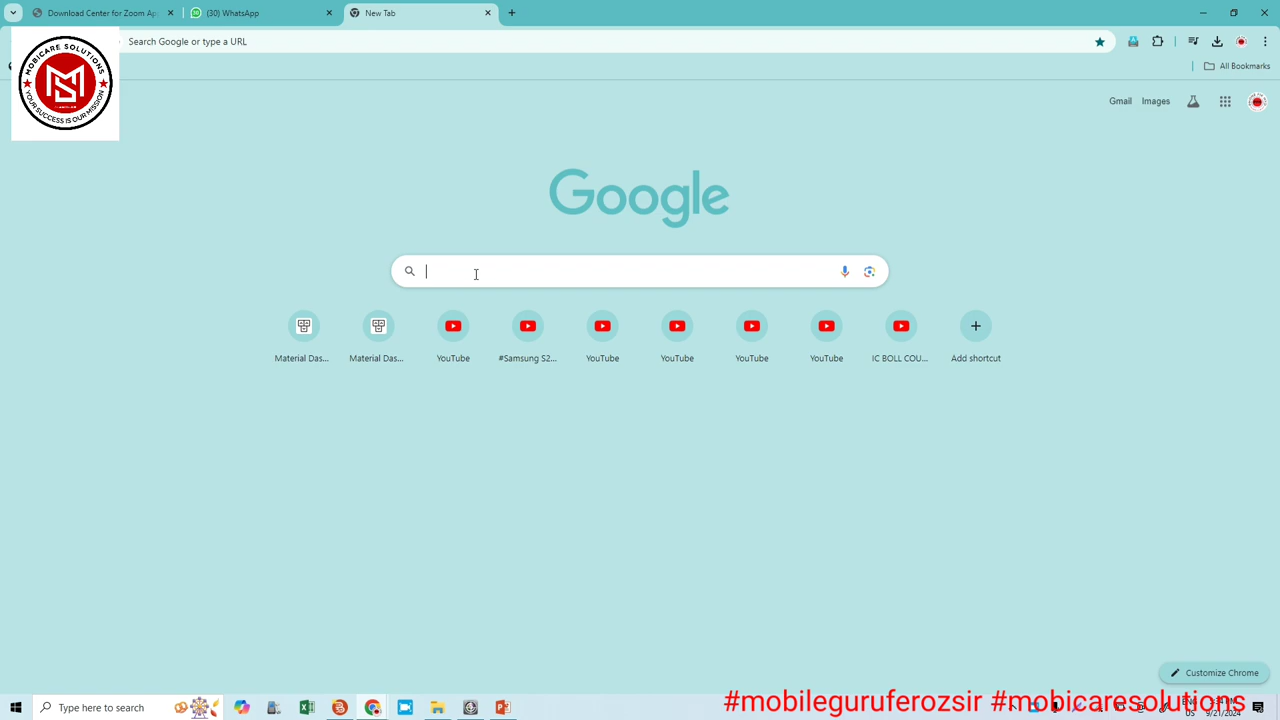 Download Center for Zoom Ap
(30) WhatsApp
New Tab
Search Google or type a URL
All Bookmarks
MOBICARE SOLUTIONS
YOUR SUCCESS IS OUR MISSION
Gmail
Images
Google
Material Das...
Material Das...
YouTube
#Samsung S2...
YouTube
YouTube
YouTube
YouTube
IC BOLL COU...
Add shortcut
Customize Chrome
#mobileguruferozsir #mobicaresolutions
Type here to search
ENG
US
9/21/2024